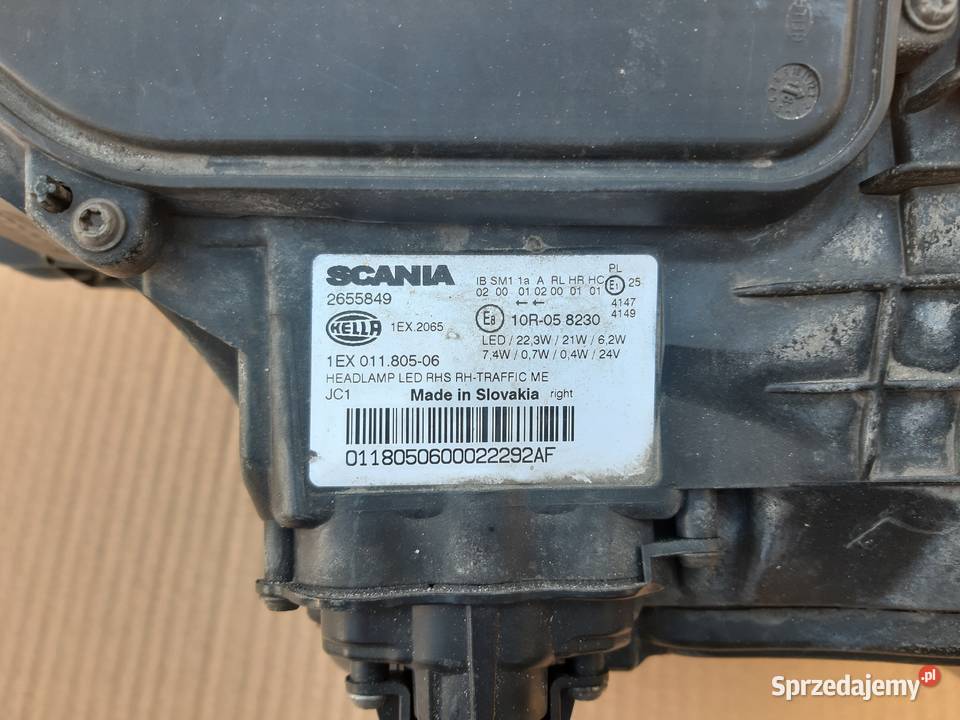 SCANIA
2655849
HELLA 1EX.2065
1EX 011.805-06
HEADLAMP LED RHS RH-TRAFFIC ME
JC1 Made in Slovakia right
0118050600022292AF
IB SM1 1a A RL HR HC PL
02 00 01 02 00 01 01 E1 25
← ←
4147
4149
E8 10R-05 8230
LED / 22,3W / 21W / 6,2W
7,4W / 0,7W / 0,4W / 24V
Sprzedajemy.pl